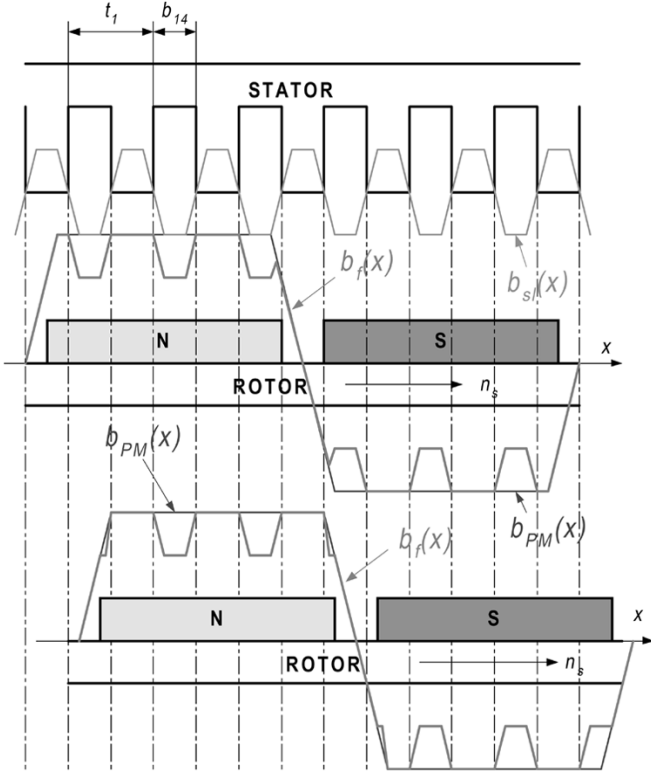 t1 b14
STATOR
bf(x) bsl(x)
N S x
ROTOR ns
bPM(x)
bPM(x)
bf(x)
N S x
ROTOR ns